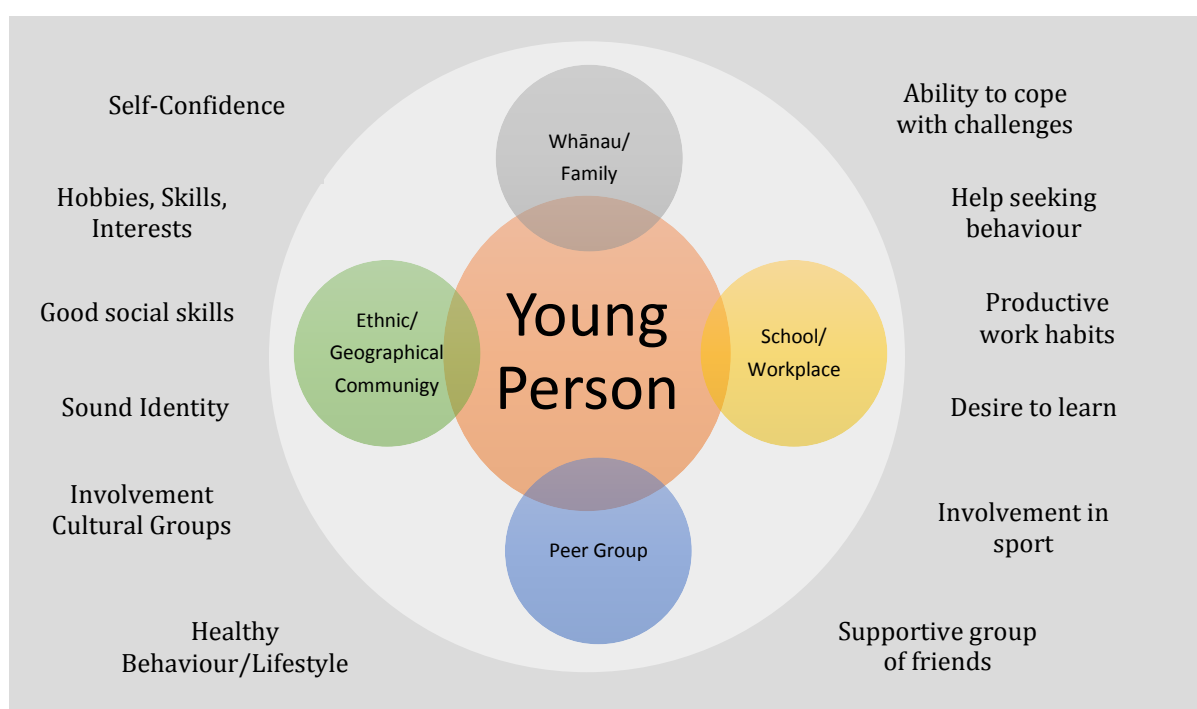 Self-Confidence
Hobbies, Skills,
Interests
Good social skills
Sound Identity
Involvement
Cultural Groups
Healthy
Behaviour/Lifestyle
Whānau/
Family
Ethnic/
Geographical
Communigy
Young
Person
School/
Workplace
Peer Group
Ability to cope
with challenges
Help seeking
behaviour
Productive
work habits
Desire to learn
Involvement in
sport
Supportive group
of friends